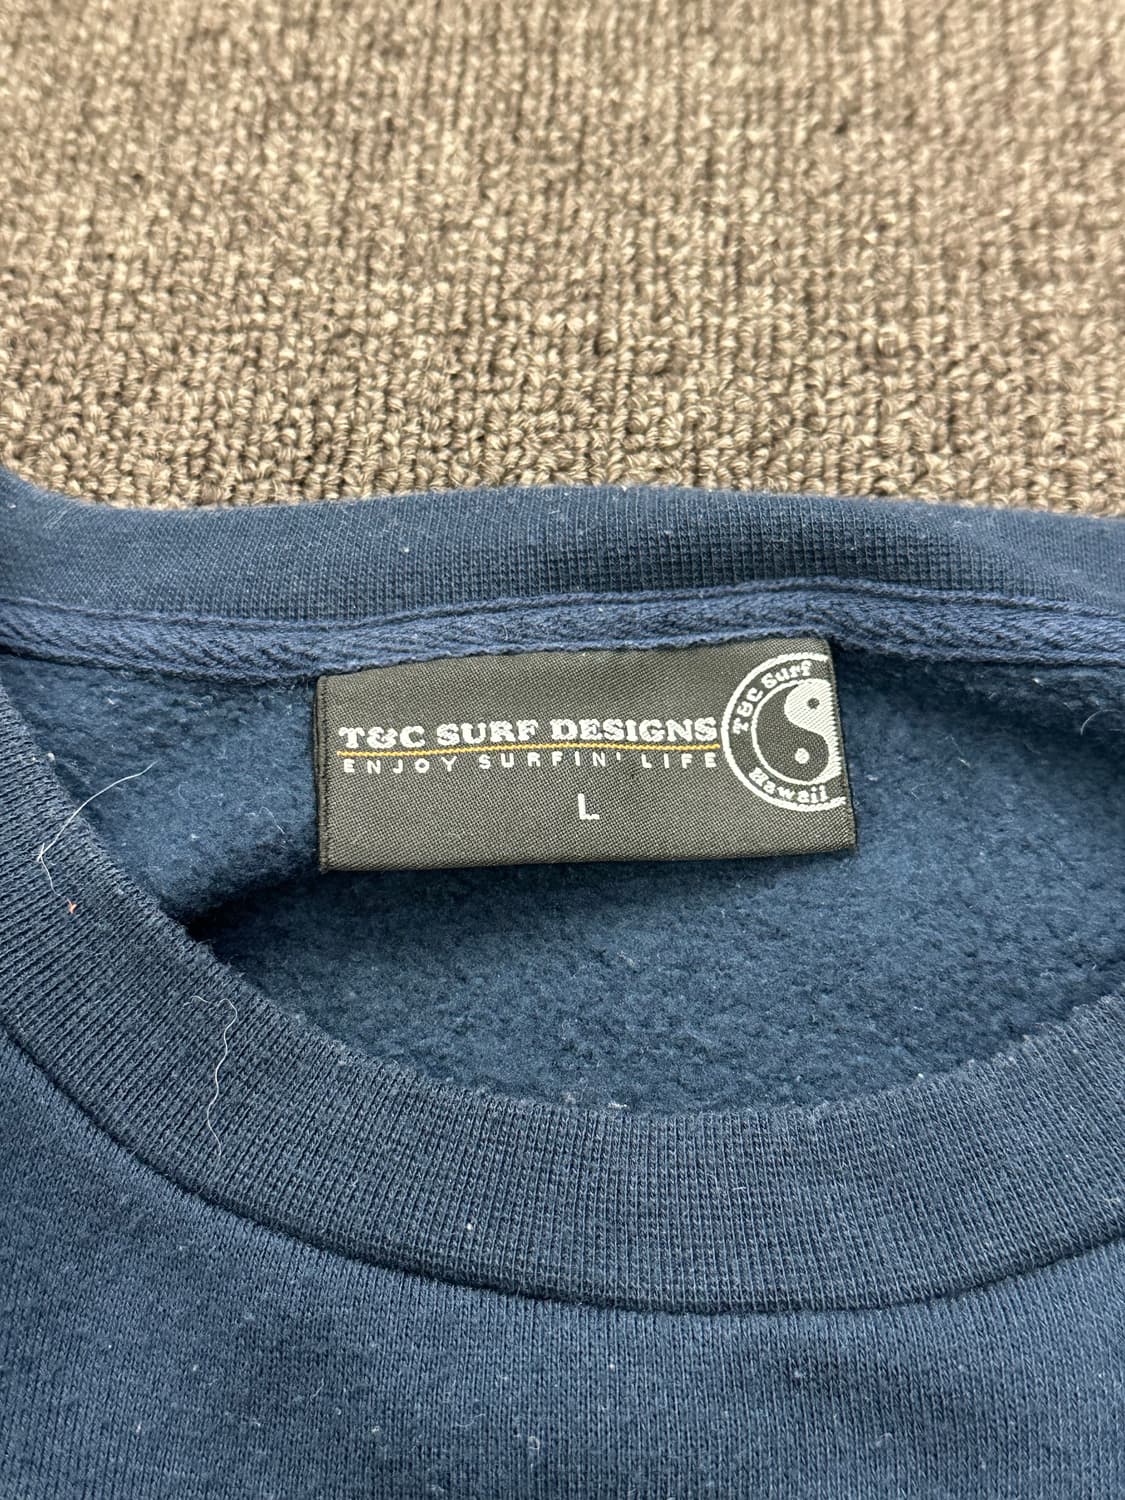 T&C SURF DESIGNS
ENJOY SURFIN' LIFE
L
T&C Surf
Hawaii